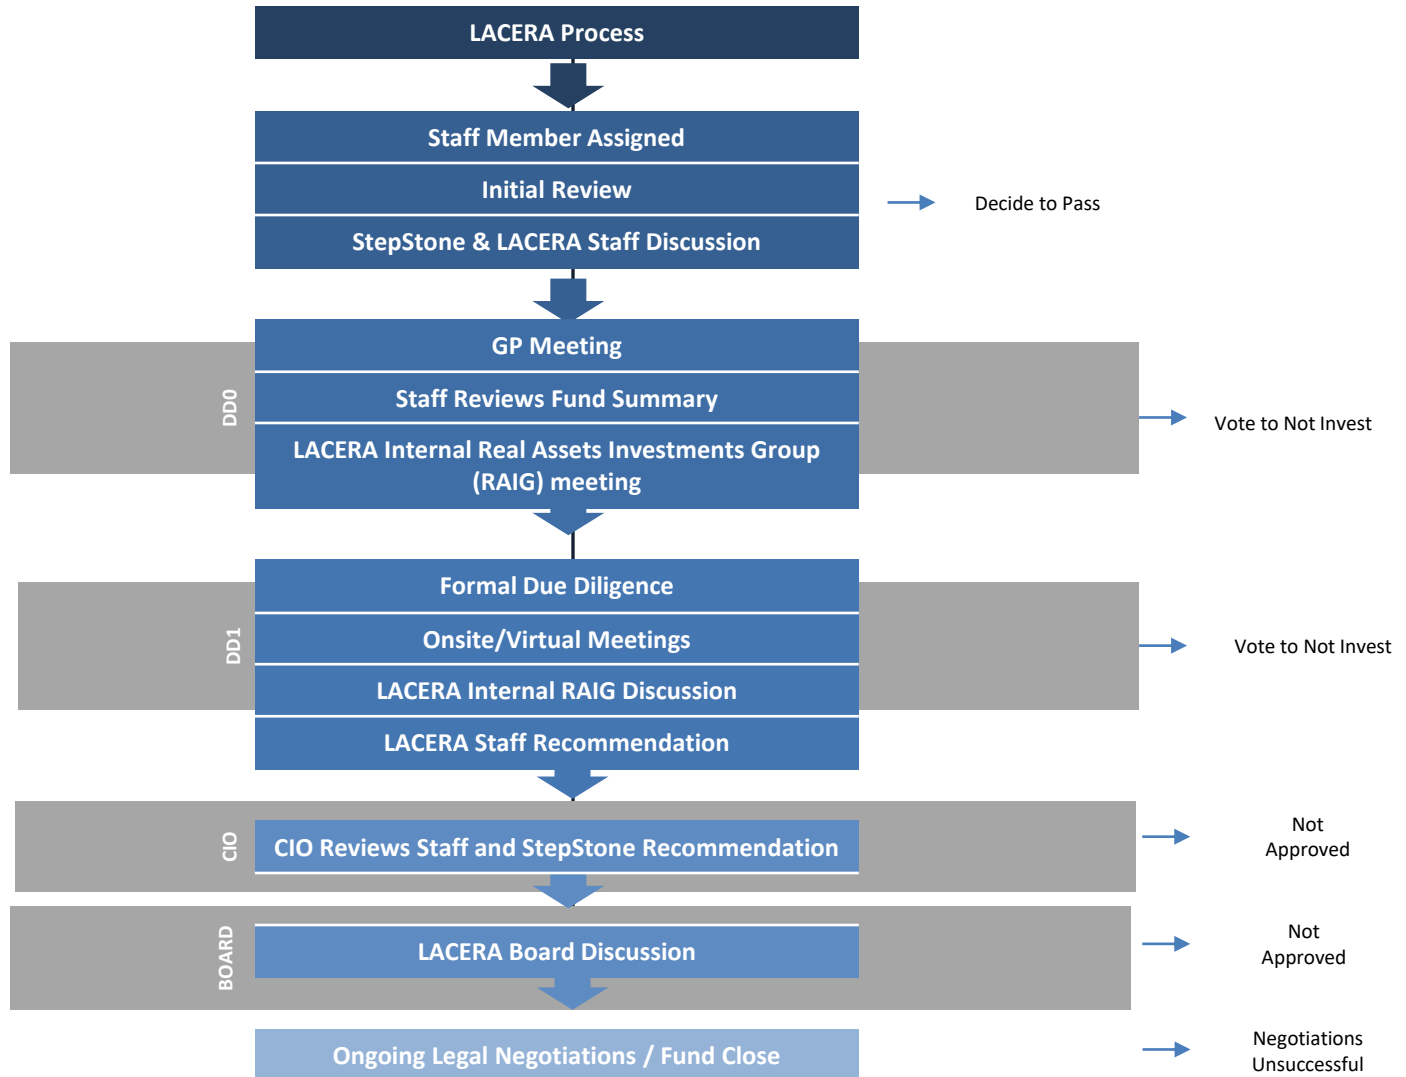 LACERA Process
Staff Member Assigned
Initial Review
Decide to Pass
StepStone & LACERA Staff Discussion
GP Meeting
DD0
Staff Reviews Fund Summary
Vote to Not Invest
LACERA Internal Real Assets Investments Group
(RAIG) meeting
Formal Due Diligence
DD1
Onsite/Virtual Meetings
Vote to Not Invest
LACERA Internal RAIG Discussion
LACERA Staff Recommendation
CIO
CIO Reviews Staff and StepStone Recommendation
Not
Approved
BOARD
LACERA Board Discussion
Not
Approved
Ongoing Legal Negotiations / Fund Close
Negotiations
Unsuccessful